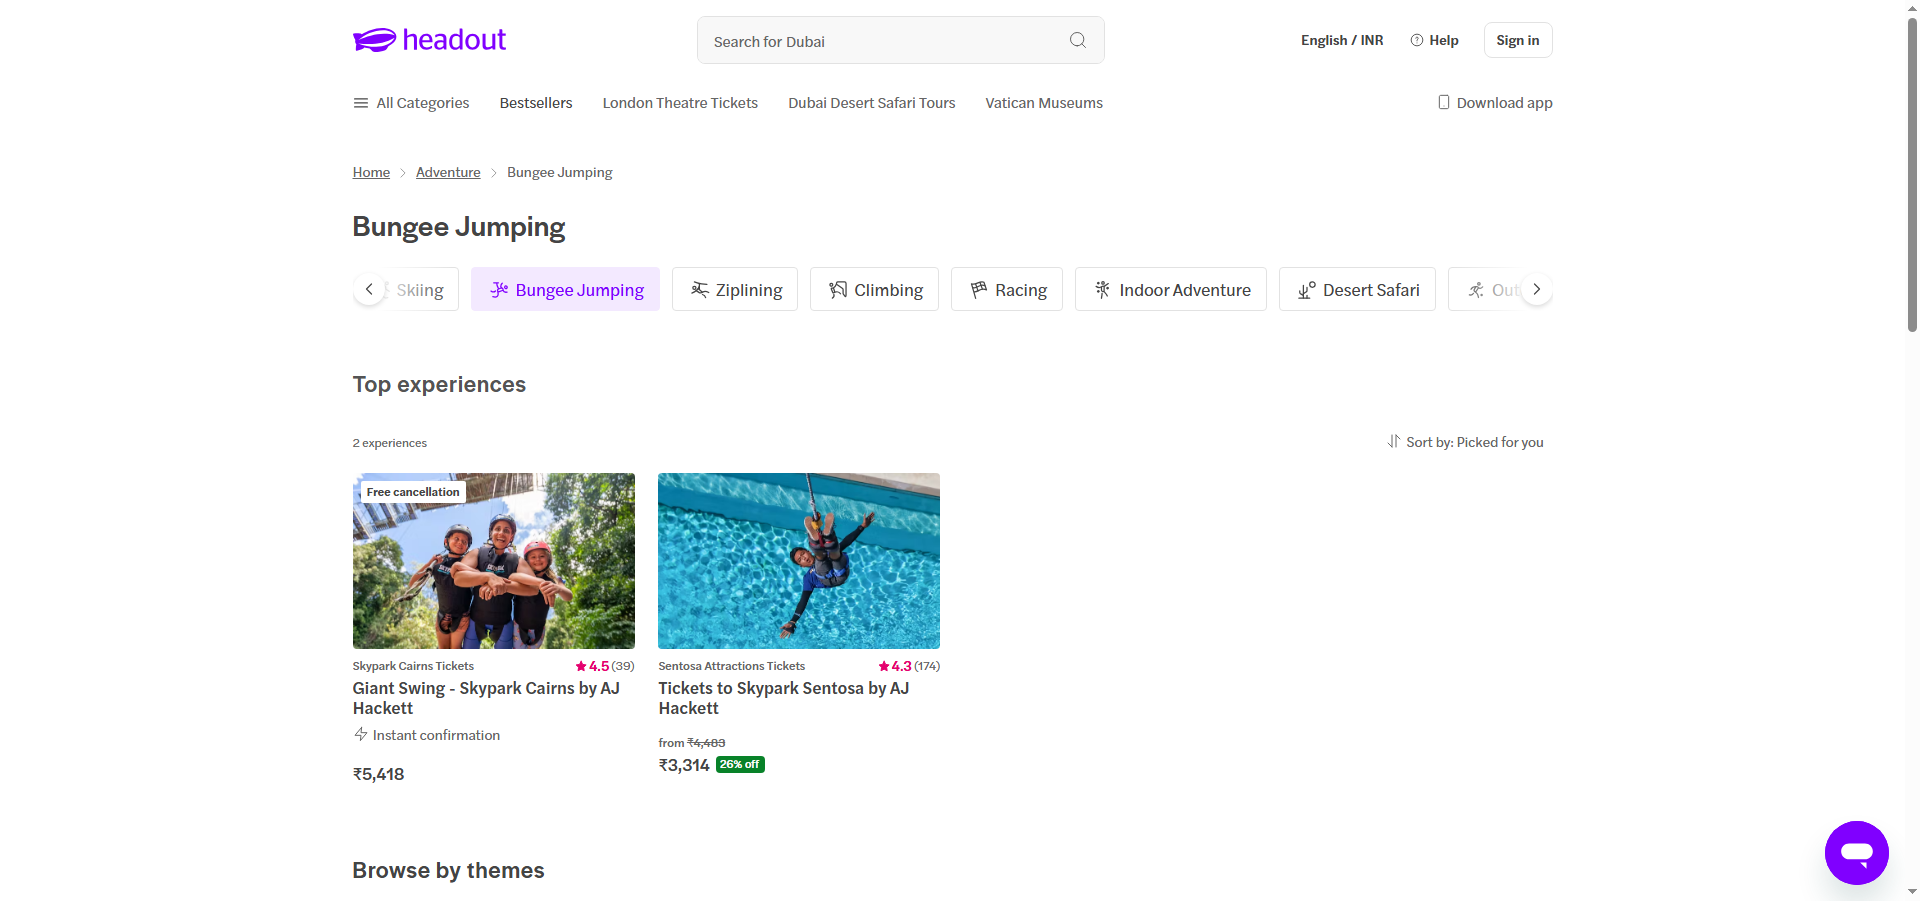 headout
Search for Dubai
English / INR
Help
Sign in
All Categories
Bestsellers
London Theatre Tickets
Dubai Desert Safari Tours
Vatican Museums
Download app
Home
Adventure
Bungee Jumping
Bungee Jumping
Skiing
Bungee Jumping
Ziplining
Climbing
Racing
Indoor Adventure
Desert Safari
Out
Top experiences
2 experiences
Sort by: Picked for you
Free cancellation
Skypark Cairns Tickets
4.5 (39)
Giant Swing - Skypark Cairns by AJ
Hackett
Instant confirmation
₹5,418
Sentosa Attractions Tickets
4.3 (174)
Tickets to Skypark Sentosa by AJ
Hackett
from ₹4,483
₹3,314 26% off
Browse by themes